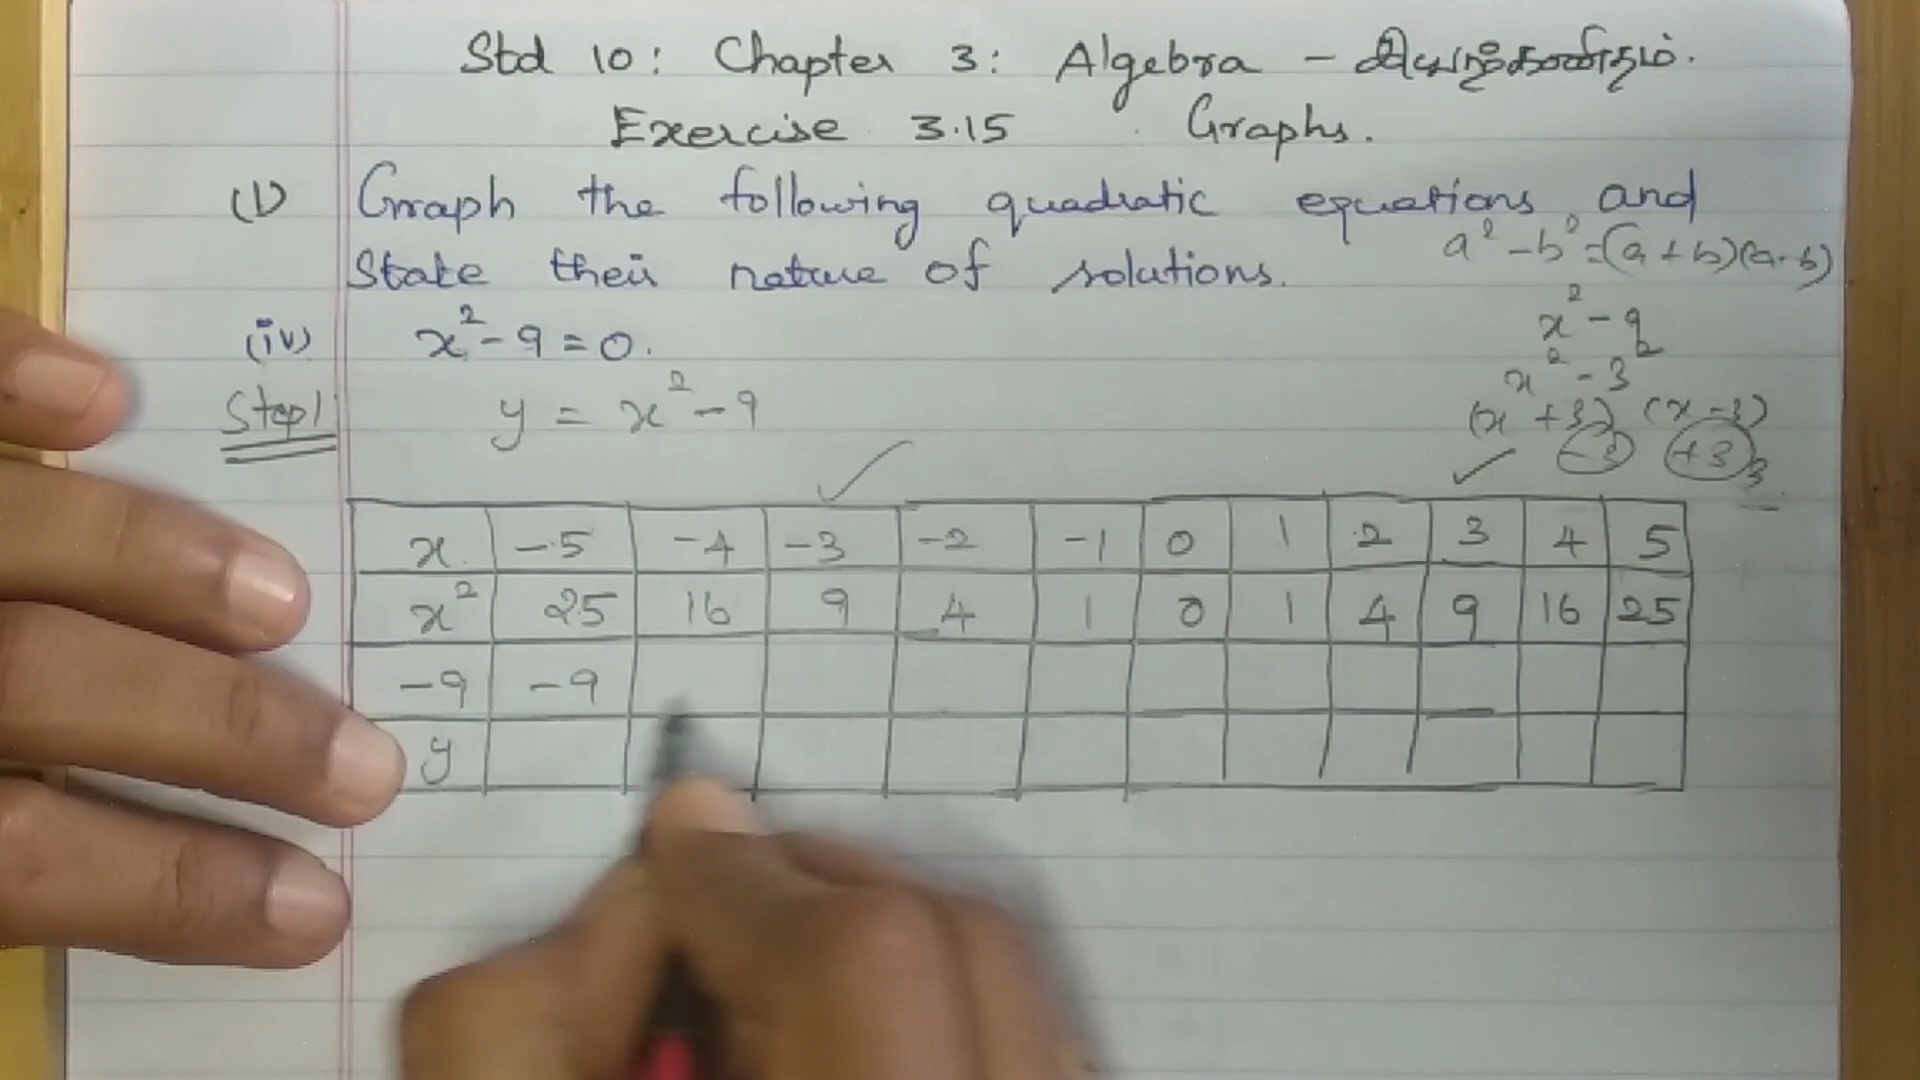 Std 10: Chapter 3: Algebra - இயற்கணிதம்.
Exercise 3.15 Graphs.
(1) Graph the following quadratic equations and
State their nature of solutions.
a² - b² = (a + b)(a - b)
(iv) x² - 9 = 0.
x² - 9
x² - 3²
Step 1 y = x² - 9
(x + 3) (x - 3)
-3 +3, 3
x -5 -4 -3 -2 -1 0 1 2 3 4 5
x² 25 16 9 4 1 0 1 4 9 16 25
-9 -9
y